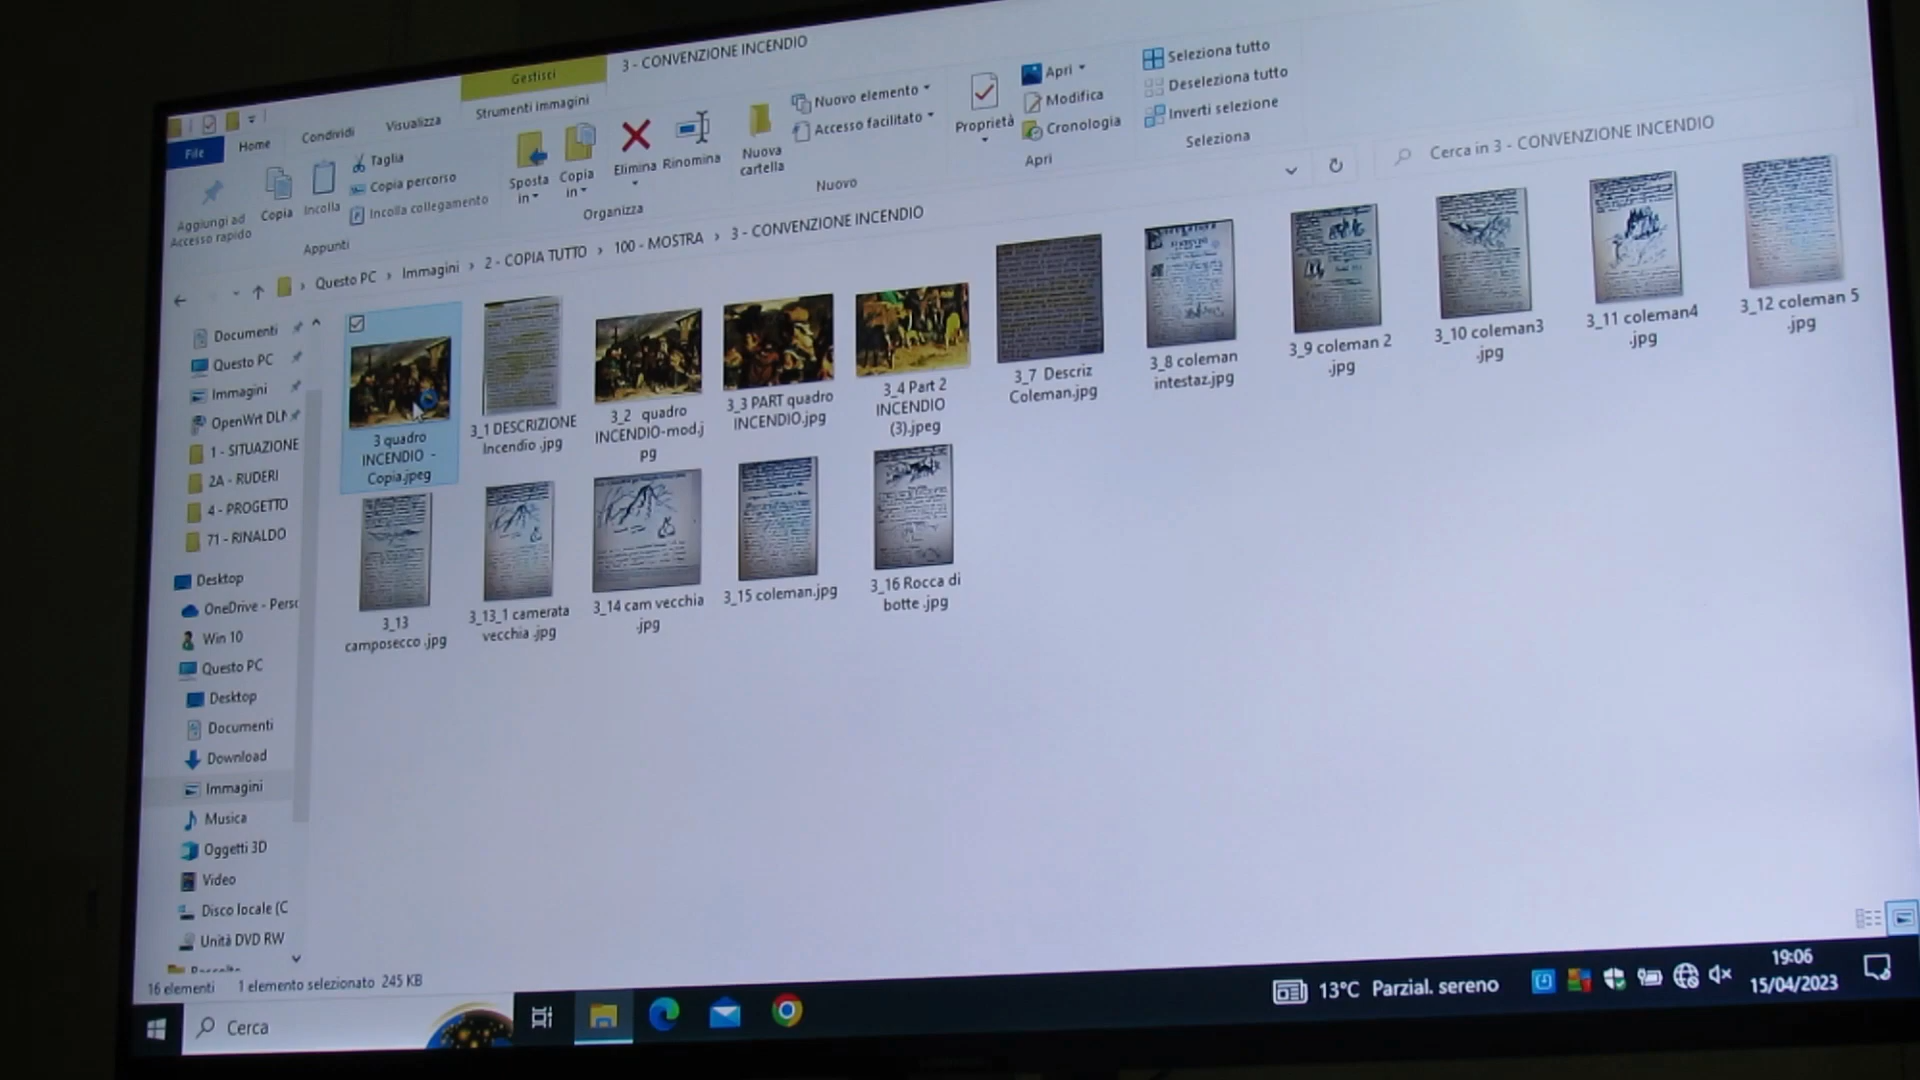 3 - CONVENZIONE INCENDIO
Gestisci
Strumenti immagini
File
Home
Condividi
Visualizza
Aggiungi ad
Accesso rapido
Copia
Incolla
Taglia
Copia percorso
Incolla collegamento
Appunti
Sposta
in
Copia
in
Elimina
Rinomina
Organizza
Nuova
cartella
Nuovo elemento
Accesso facilitato
Nuovo
Proprietà
Apri
Modifica
Cronologia
Apri
Seleziona tutto
Deseleziona tutto
Inverti selezione
Seleziona
Questo PC › Immagini › 2 - COPIA TUTTO › 100 - MOSTRA › 3 - CONVENZIONE INCENDIO
Cerca in 3 - CONVENZIONE INCENDIO
Documenti
Questo PC
Immagini
OpenWrt DLN
1 - SITUAZIONE
2A - RUDERI
4 - PROGETTO
71 - RINALDO
Desktop
OneDrive - Perso
Win 10
Questo PC
Desktop
Documenti
Download
Immagini
Musica
Oggetti 3D
Video
Disco locale (C
Unità DVD RW
3 quadro
INCENDIO -
Copia.jpeg
3_1 DESCRIZIONE
Incendio .jpg
3_2 quadro
INCENDIO-mod.j
pg
3_3 PART quadro
INCENDIO.jpg
3_4 Part 2
INCENDIO
(3).jpeg
3_7 Descriz
Coleman.jpg
3_8 coleman
intestaz.jpg
3_9 coleman 2
.jpg
3_10 coleman3
.jpg
3_11 coleman4
.jpg
3_12 coleman 5
.jpg
3_13
camposecco .jpg
3_13_1 camerata
vecchia .jpg
3_14 cam vecchia
.jpg
3_15 coleman.jpg
3_16 Rocca di
botte .jpg
16 elementi
1 elemento selezionato 245 KB
Cerca
13°C Parzial. sereno
19:06
15/04/2023